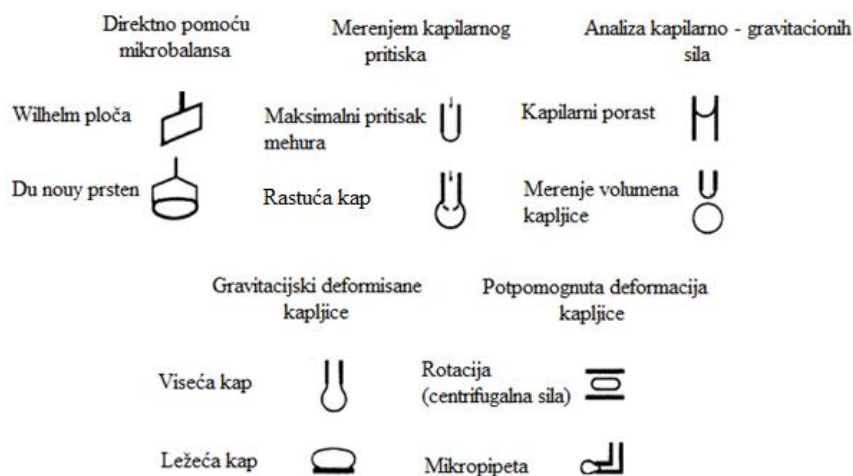 Direktno pomoću
mikrobalansa
Merenjem kapilarnog
pritiska
Analiza kapilarno - gravitacionih
sila
Wilhelm ploča
Maksimalni pritisak
mehura
Kapilarni porast
Du nouy prsten
Rastuća kap
Merenje volumena
kapljice
Gravitacijski deformisane
kapljice
Potpomognuta deformacija
kapljice
Viseća kap
Rotacija
(centrifugalna sila)
Ležeća kap
Mikropipeta